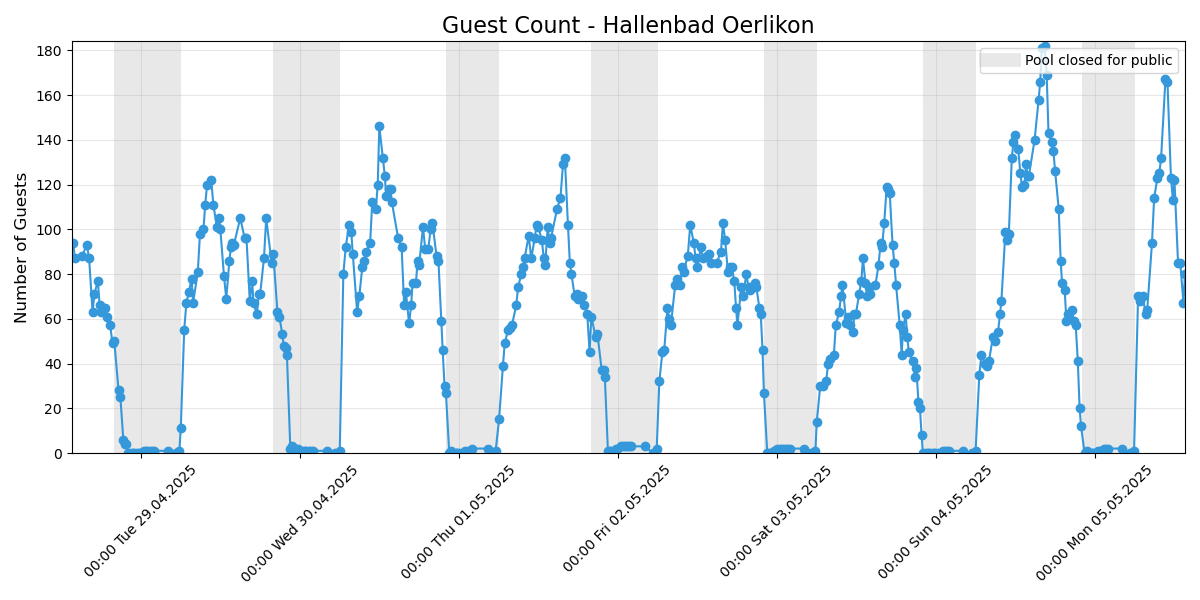 Guest Count - Hallenbad Oerlikon
Pool closed for public
Number of Guests
180
160
140
120
100
80
60
40
20
0
00:00 Tue 29.04.2025
00:00 Wed 30.04.2025
00:00 Thu 01.05.2025
00:00 Fri 02.05.2025
00:00 Sat 03.05.2025
00:00 Sun 04.05.2025
00:00 Mon 05.05.2025